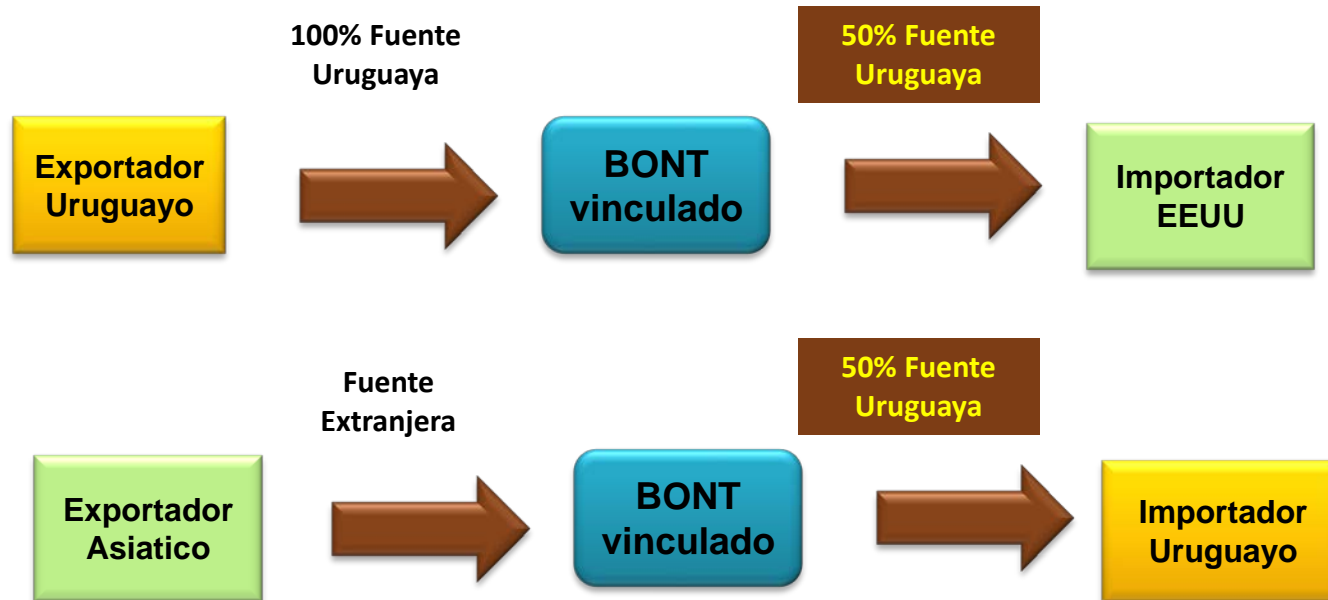 100% Fuente
Uruguaya
50% Fuente
Uruguaya
Exportador
Uruguayo
BONT
vinculado
Importador
EEUU
Fuente
Extranjera
50% Fuente
Uruguaya
Exportador
Asiatico
BONT
vinculado
Importador
Uruguayo